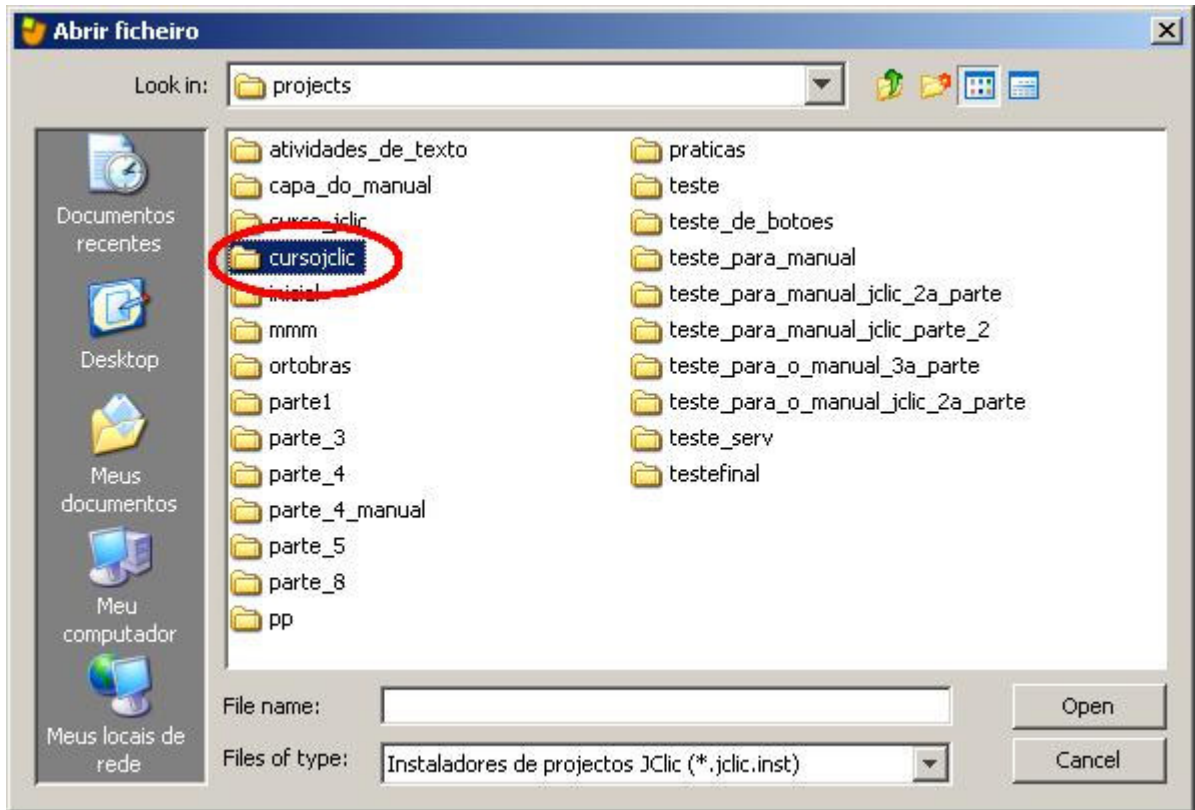 Abrir ficheiro
Look in:
projects
Documentos
recentes
Desktop
Meus
documentos
Meu
computador
Meus locais de
rede
atividades_de_texto
capa_do_manual
curso_jclic
cursojclic
inicial
mmm
ortobras
parte1
parte_3
parte_4
parte_4_manual
parte_5
parte_8
pp
praticas
teste
teste_de_botoes
teste_para_manual
teste_para_manual_jclic_2a_parte
teste_para_manual_jclic_parte_2
teste_para_o_manual_3a_parte
teste_para_o_manual_jclic_2a_parte
teste_serv
testefinal
File name:
Open
Files of type:
Instaladores de projectos JClic (*.jclic.inst)
Cancel